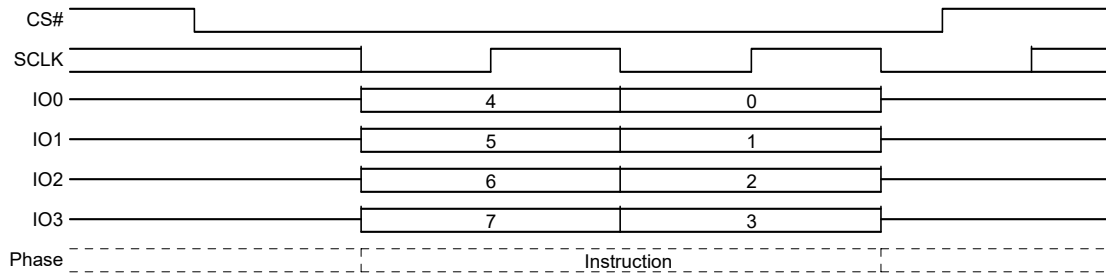 CS#
SCLK
IO0 4 0
IO1 5 1
IO2 6 2
IO3 7 3
Phase Instruction